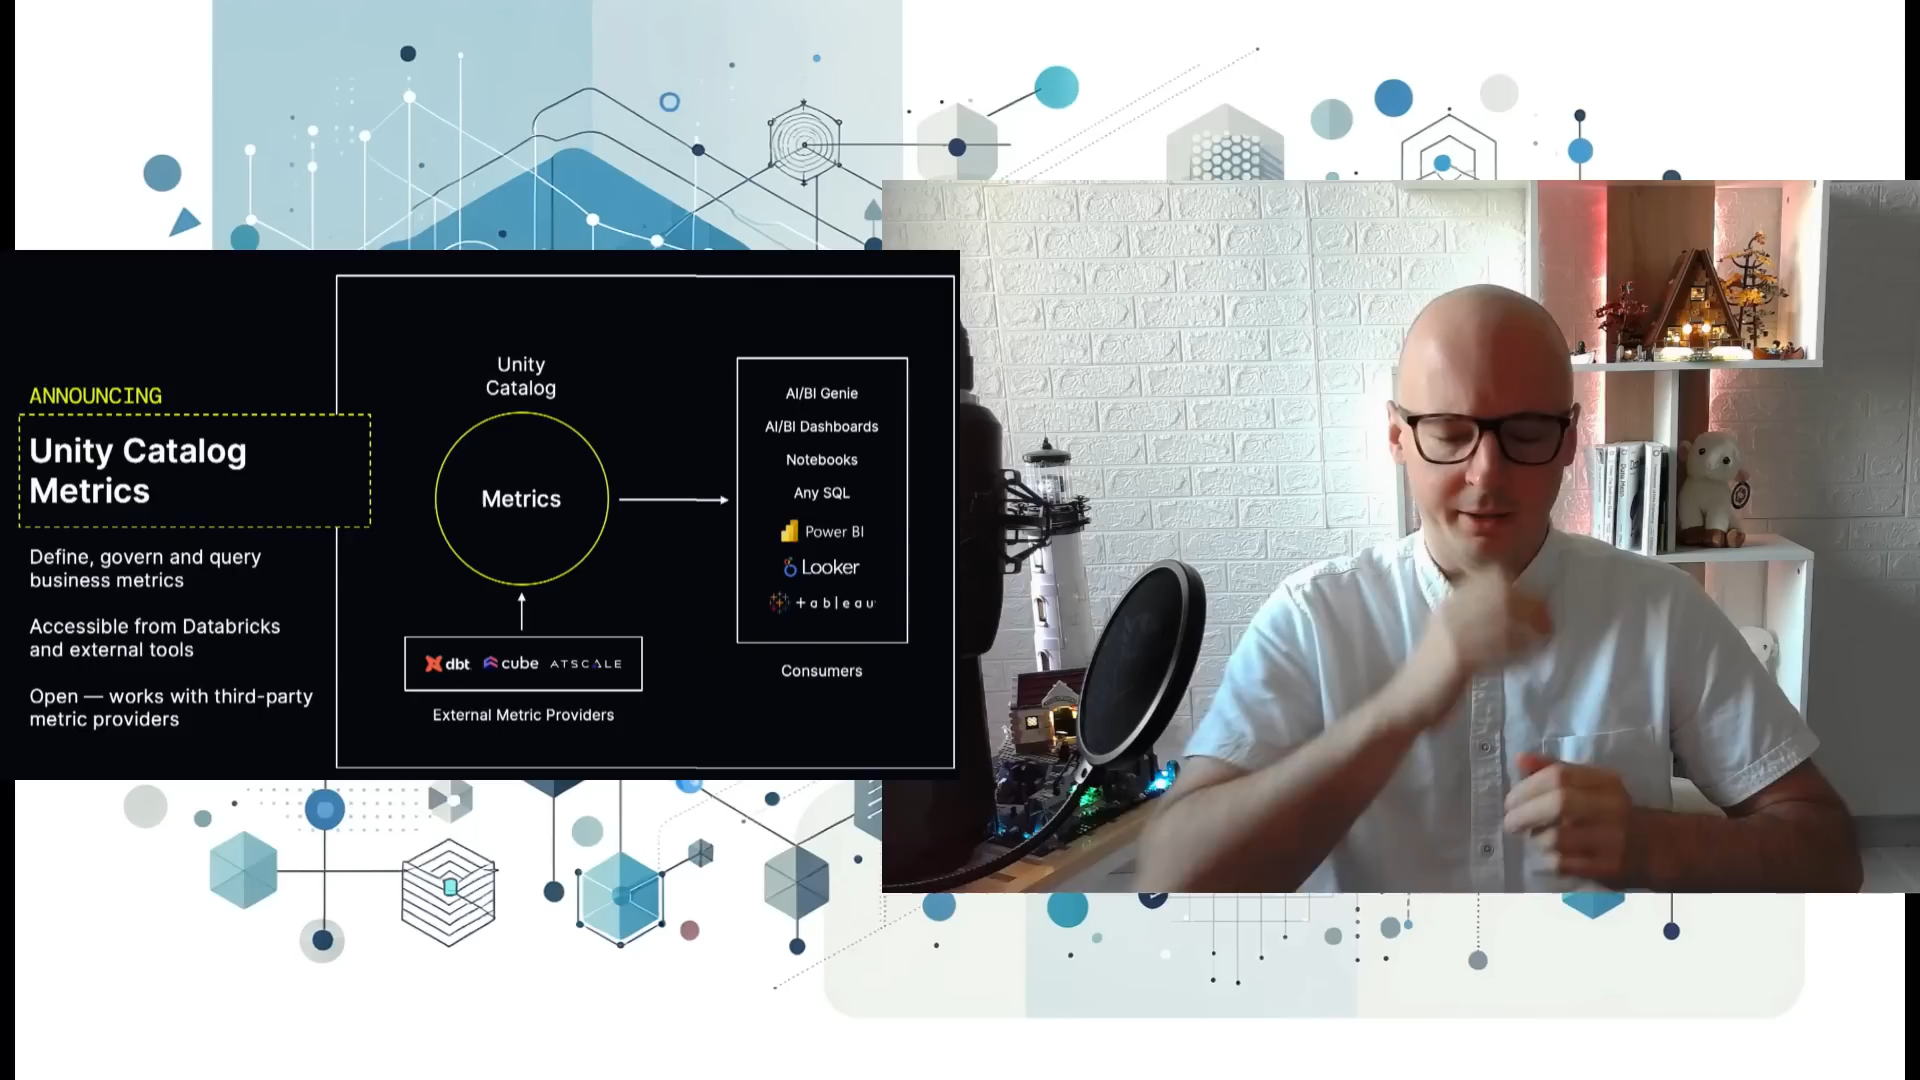 ANNOUNCING
Unity Catalog
Metrics
Define, govern and query
business metrics
Accessible from Databricks
and external tools
Open — works with third-party
metric providers
Unity
Catalog
Metrics
dbt cube ATSCALE
External Metric Providers
AI/BI Genie
AI/BI Dashboards
Notebooks
Any SQL
Power BI
Looker
+ableau
Consumers